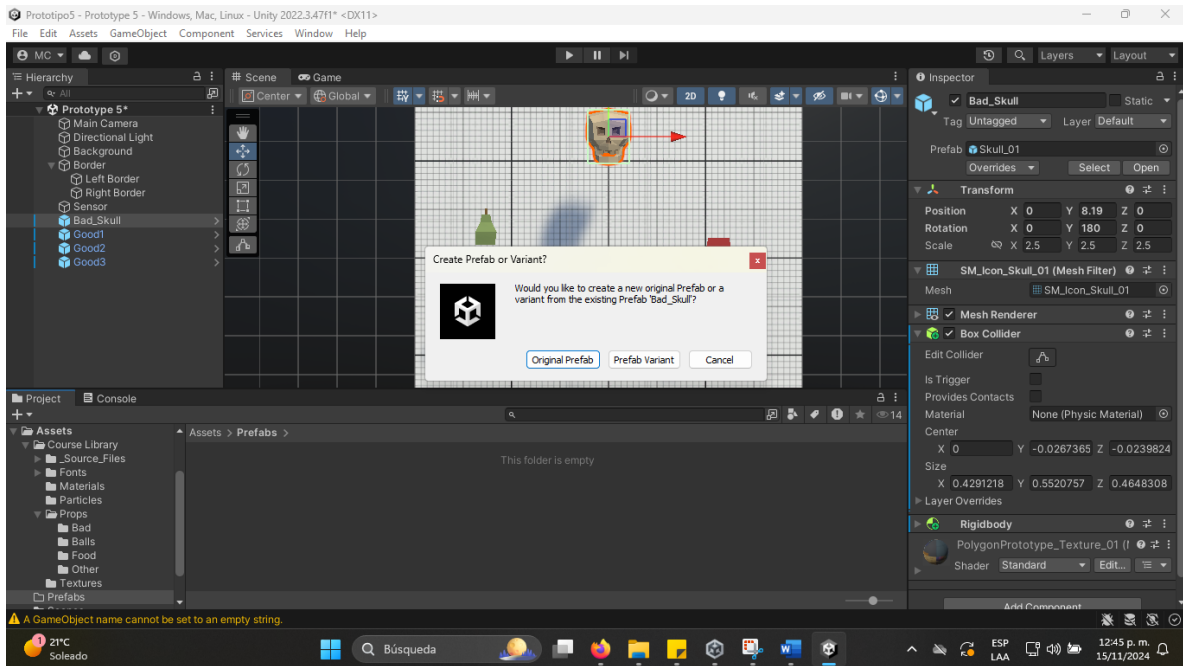 Prototipo5 - Prototype 5 - Windows, Mac, Linux - Unity 2022.3.47f1* <DX11>
File Edit Assets GameObject Component Services Window Help
MC
Layers Layout
Hierarchy
All
Prototype 5*
Main Camera
Directional Light
Background
Border
Left Border
Right Border
Sensor
Bad_Skull
Good1
Good2
Good3
Scene Game
Center Global 2D
Create Prefab or Variant?
Would you like to create a new original Prefab or a
variant from the existing Prefab 'Bad_Skull'?
Original Prefab Prefab Variant Cancel
Inspector
Bad_Skull Static
Tag Untagged Layer Default
Prefab Skull_01
Overrides Select Open
Transform
Position X 0 Y 8.19 Z 0
Rotation X 0 Y 180 Z 0
Scale X 2.5 Y 2.5 Z 2.5
SM_Icon_Skull_01 (Mesh Filter)
Mesh SM_Icon_Skull_01
Mesh Renderer
Box Collider
Edit Collider
Is Trigger
Provides Contacts
Material None (Physic Material)
Center
X 0 Y -0.0267365 Z -0.0239824
Size
X 0.4291218 Y 0.5520757 Z 0.4648308
Layer Overrides
Rigidbody
PolygonPrototype_Texture_01 (
Shader Standard Edit...
Add Component
Project Console
14
Assets
Course Library
_Source_Files
Fonts
Materials
Particles
Props
Bad
Balls
Food
Other
Textures
Prefabs
Assets > Prefabs >
This folder is empty
A GameObject name cannot be set to an empty string.
1
21°C
Soleado
Búsqueda
ESP
LAA
12:45 p. m.
15/11/2024